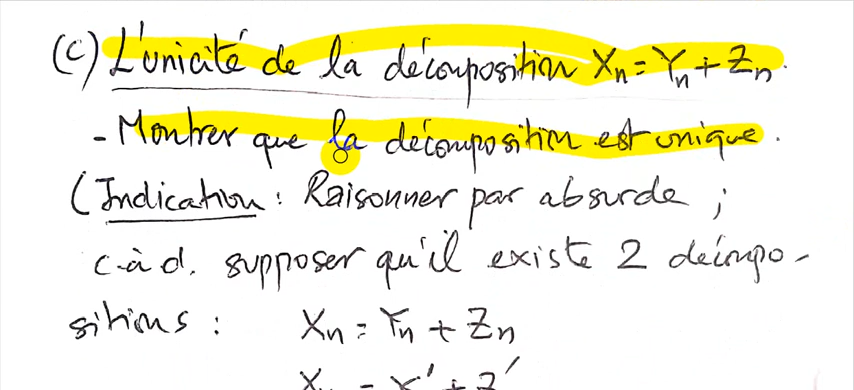 (c) L'unicité de la décomposition Xn = Yn + Zn.
- Montrer que la décomposition est unique.
(Indication : Raisonner par absurde ;
c-à-d. supposer qu'il existe 2 décompo-
sitions : Xn = Yn + Zn